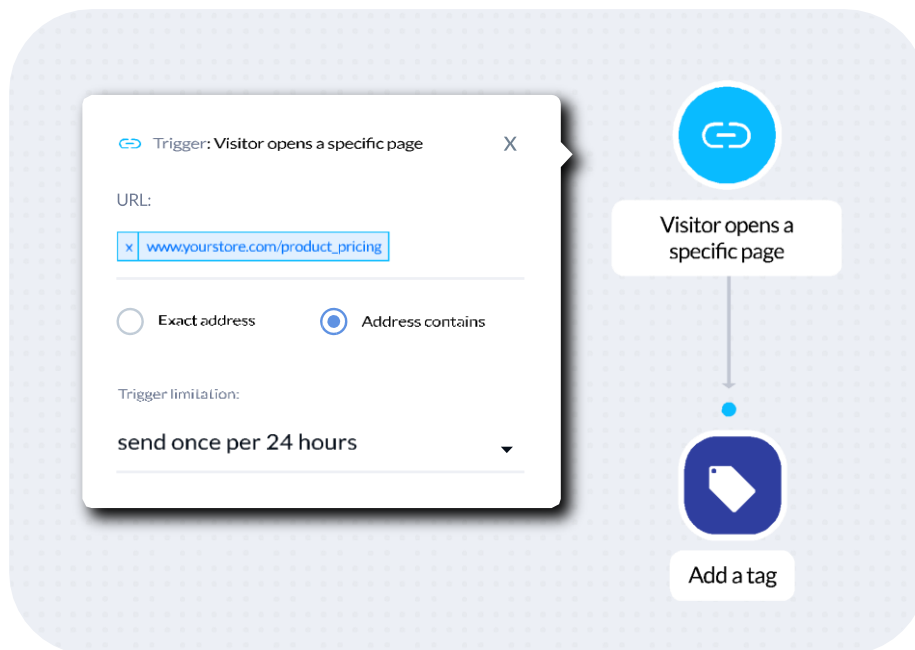 Trigger: Visitor opens a specific page
X
URL:
x www.yourstore.com/product_pricing
Exact address
Address contains
Trigger limitation:
send once per 24 hours
Visitor opens a
specific page
Add a tag